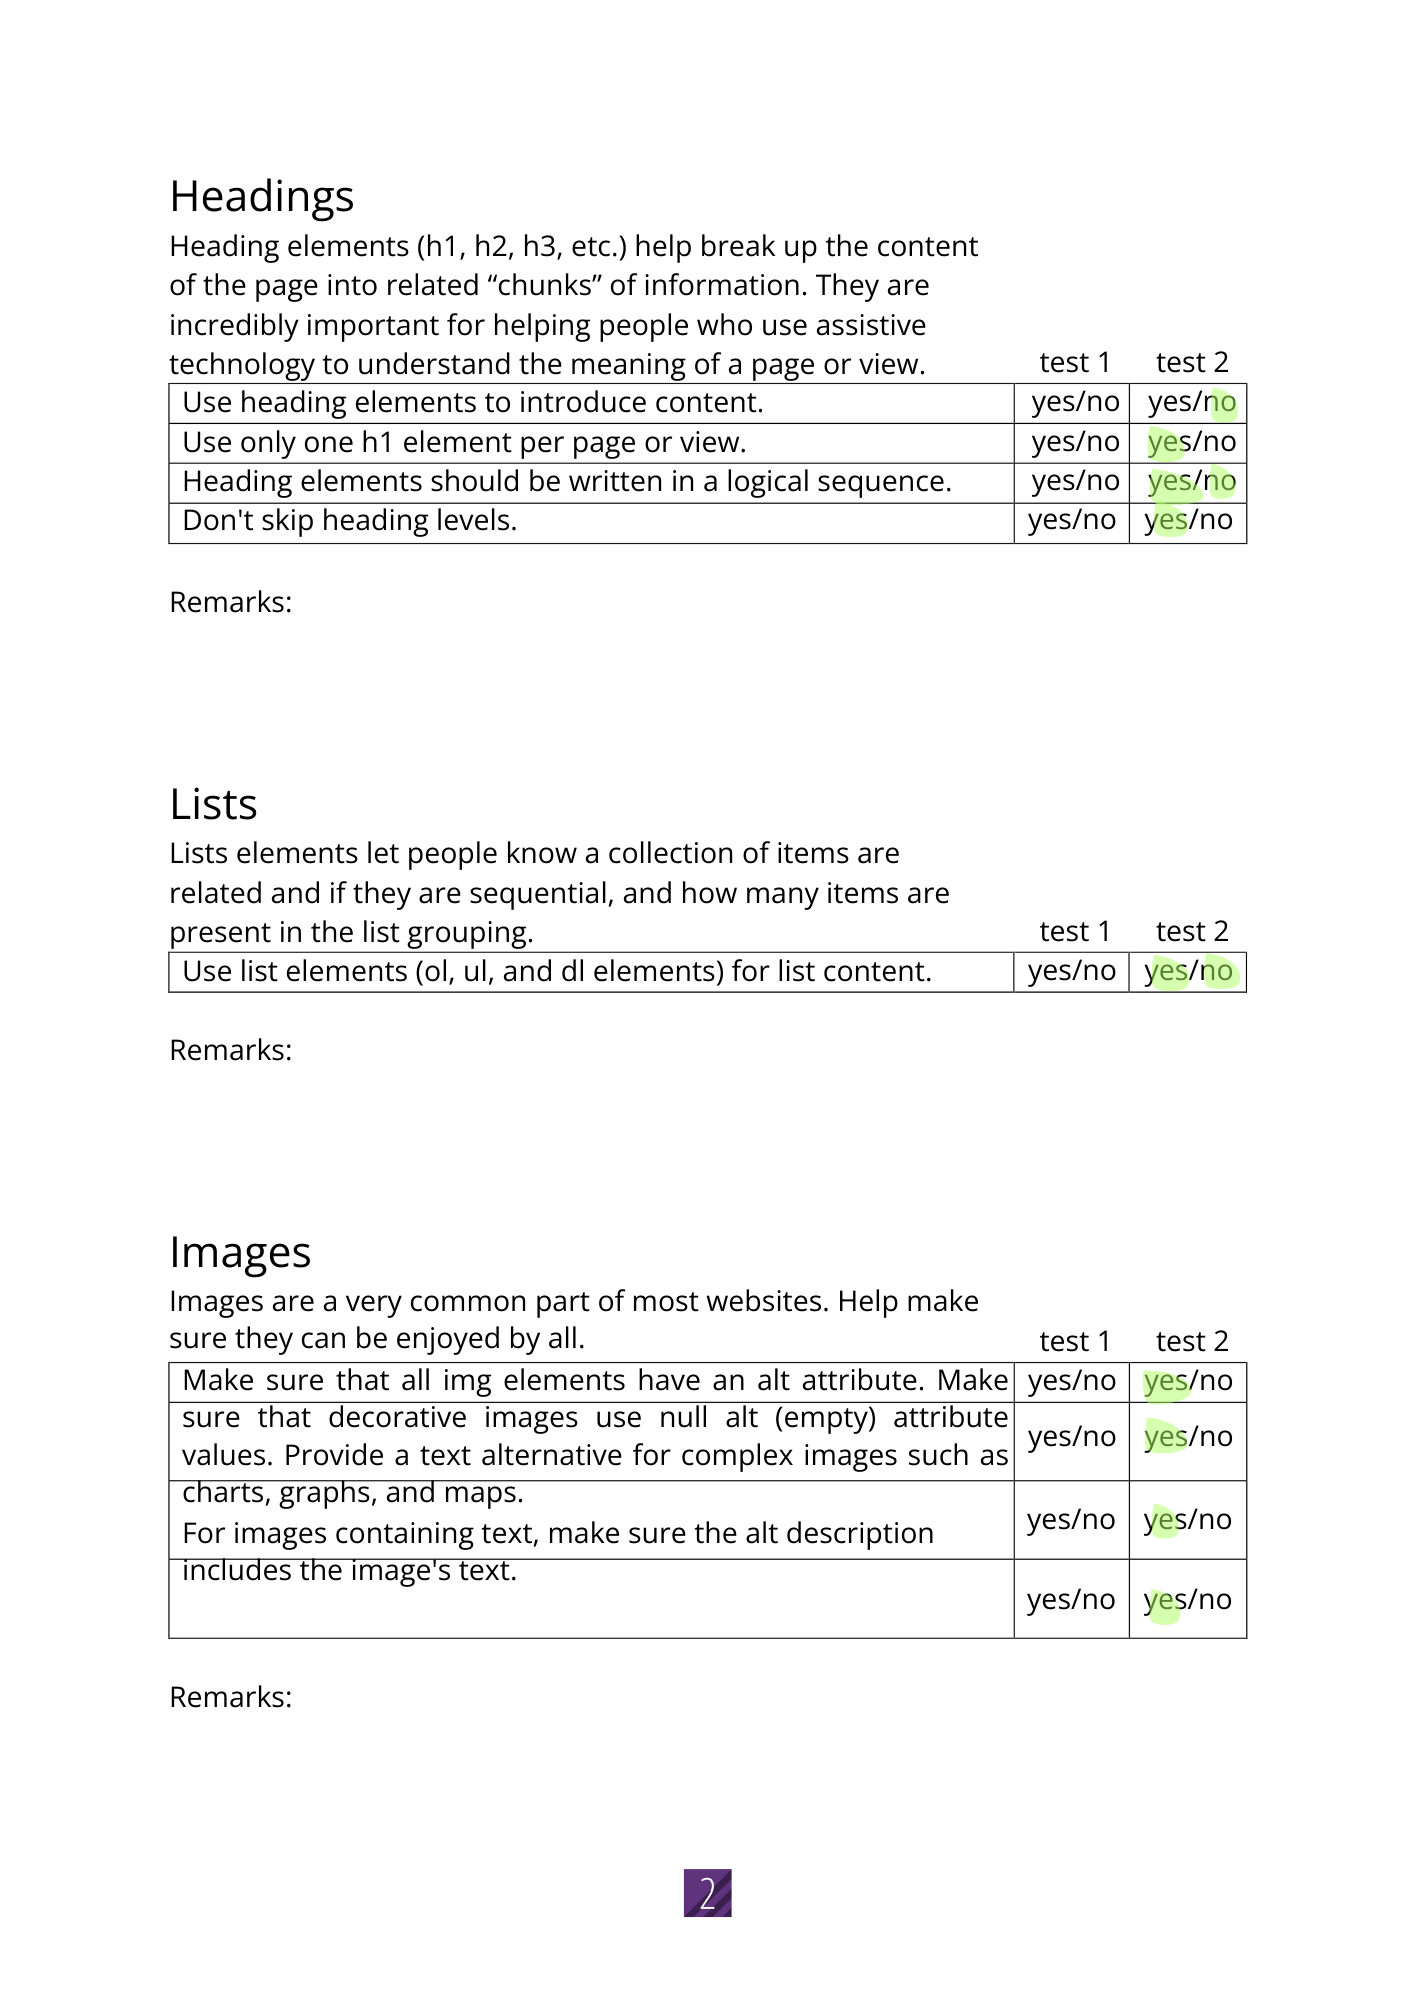 Headings
Heading elements (h1, h2, h3, etc.) help break up the content
of the page into related “chunks” of information. They are
incredibly important for helping people who use assistive
technology to understand the meaning of a page or view. test 1 test 2
Use heading elements to introduce content. yes/no yes/no
Use only one h1 element per page or view. yes/no yes/no
Heading elements should be written in a logical sequence. yes/no yes/no
Don't skip heading levels. yes/no yes/no
Remarks:
Lists
Lists elements let people know a collection of items are
related and if they are sequential, and how many items are
present in the list grouping. test 1 test 2
Use list elements (ol, ul, and dl elements) for list content. yes/no yes/no
Remarks:
Images
Images are a very common part of most websites. Help make
sure they can be enjoyed by all. test 1 test 2
Make sure that all img elements have an alt attribute. Make yes/no yes/no
sure that decorative images use null alt (empty) attribute
values. Provide a text alternative for complex images such as yes/no yes/no
charts, graphs, and maps.
For images containing text, make sure the alt description yes/no yes/no
includes the image's text.
yes/no yes/no
Remarks:
2